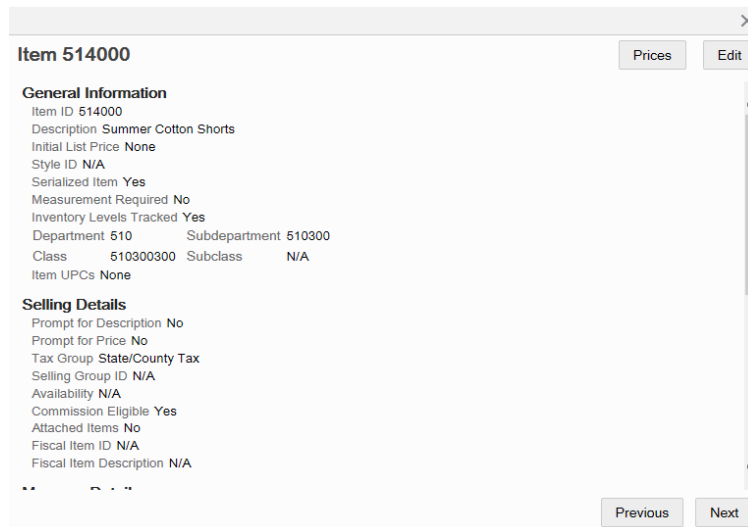 Item 514000
Prices
Edit
General Information
Item ID 514000
Description Summer Cotton Shorts
Initial List Price None
Style ID N/A
Serialized Item Yes
Measurement Required No
Inventory Levels Tracked Yes
Department 510 Subdepartment 510300
Class 510300300 Subclass N/A
Item UPCs None
Selling Details
Prompt for Description No
Prompt for Price No
Tax Group State/County Tax
Selling Group ID N/A
Availability N/A
Commission Eligible Yes
Attached Items No
Fiscal Item ID N/A
Fiscal Item Description N/A
Previous
Next